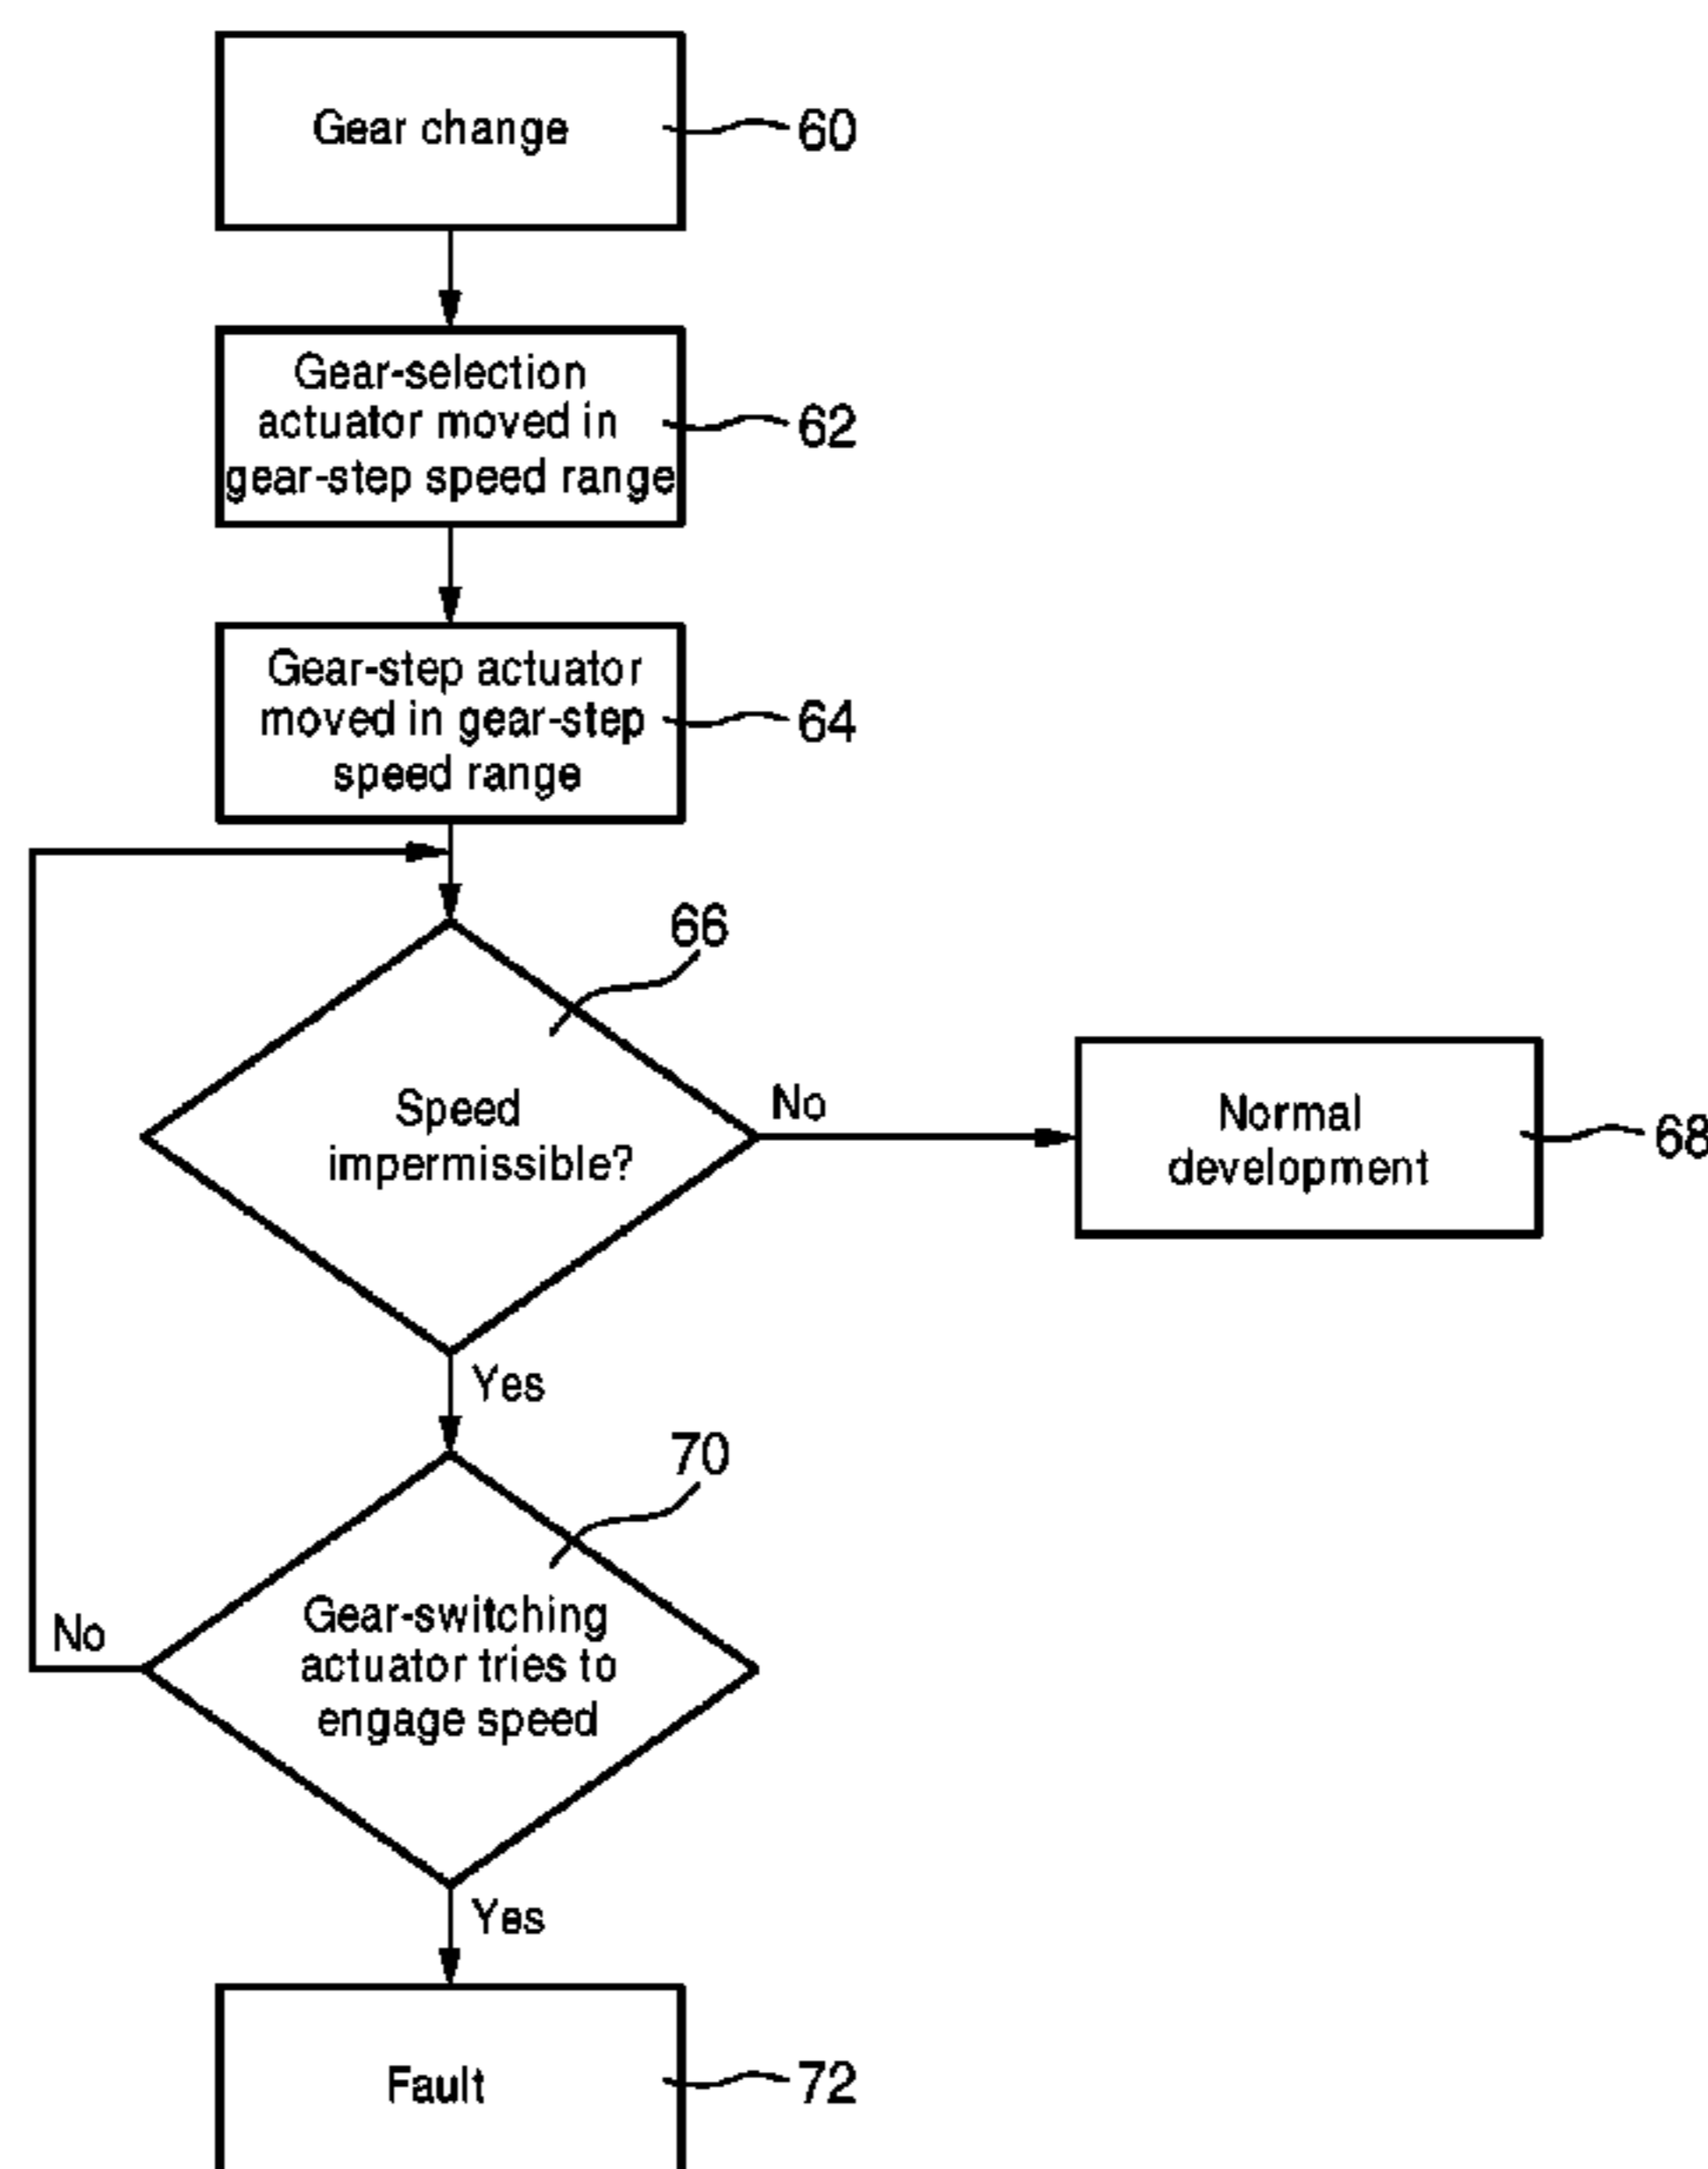 Gear change
60
Gear-selection
actuator moved in
gear-step speed range
62
Gear-step actuator
moved in gear-step
speed range
64
66
Speed
impermissible?
No
Normal
development
68
Yes
70
Gear-switching
actuator tries to
engage speed
No
Yes
Fault
72